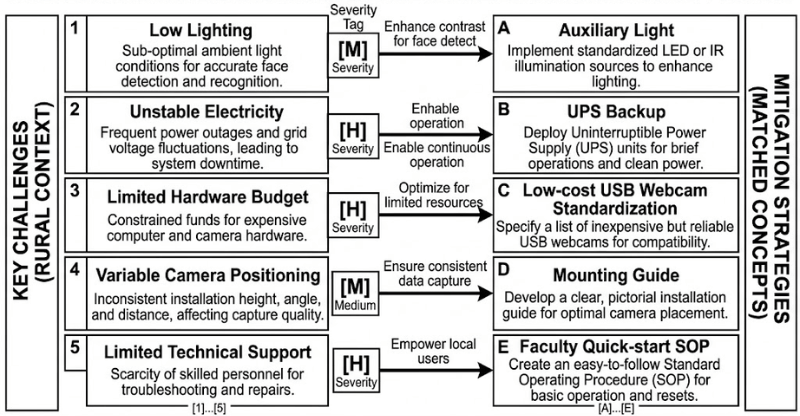 KEY CHALLENGES
(RURAL CONTEXT)
1
Low Lighting
Sub-optimal ambient light
conditions for accurate face
detection and recognition.
Severity
Tag
[M]
Severity
Enhance contrast
for face detect
A
Auxiliary Light
Implement standardized LED or IR
illumination sources to enhance
lighting.
2
Unstable Electricity
Frequent power outages and grid
voltage fluctuations, leading to
system downtime.
[H]
Severity
Enhable
operation
Enable continuous
operation
B
UPS Backup
Deploy Uninterruptible Power
Supply (UPS) units for brief
operations and clean power.
3
Limited Hardware Budget
Constrained funds for expensive
computer and camera hardware.
[H]
Severity
Optimize for
limited resources
C
Low-cost USB Webcam
Standardization
Specify a list of inexpensive but reliable
USB webcams for compatibility.
4
Variable Camera Positioning
Inconsistent installation height, angle,
and distance, affecting capture quality.
[M]
Medium
Ensure consistent
data capture
D
Mounting Guide
Develop a clear, pictorial installation
guide for optimal camera placement.
5
Limited Technical Support
Scarcity of skilled personnel for
troubleshooting and repairs.
[H]
Severity
Empower local
users
E
Faculty Quick-start SOP
Create an easy-to-follow Standard
Operating Procedure (SOP) for
basic operation and resets.
MITIGATION STRATEGIES
(MATCHED CONCEPTS)
[1]...[5]
[A]...[E]